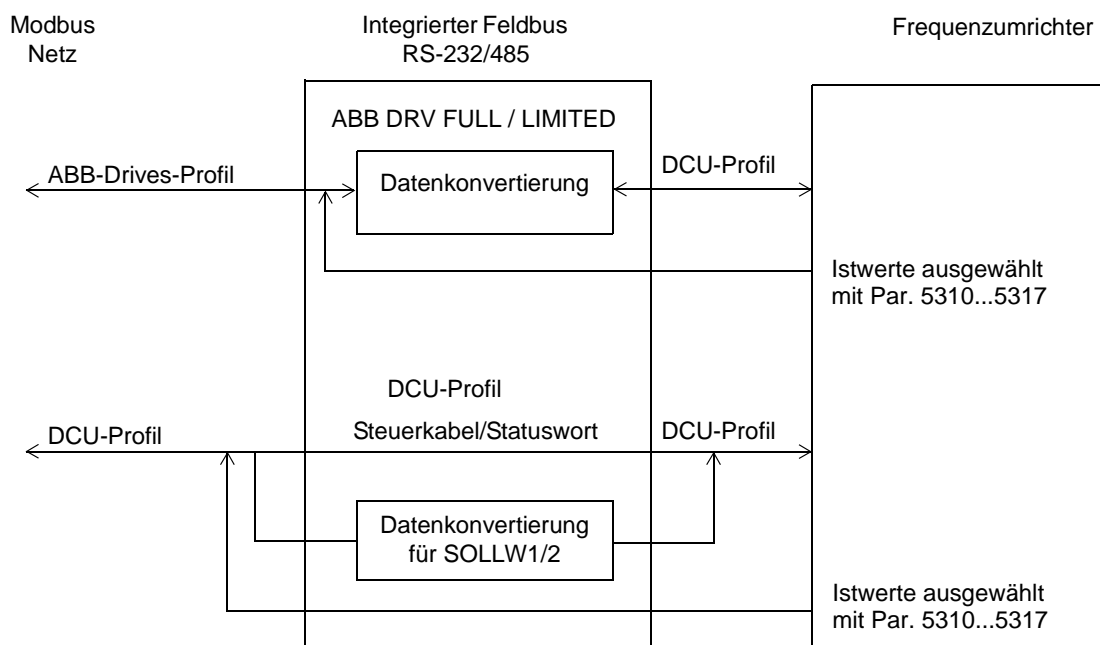 Modbus
Netz
Integrierter Feldbus
RS-232/485
Frequenzumrichter
ABB DRV FULL / LIMITED
ABB-Drives-Profil
Datenkonvertierung
DCU-Profil
Istwerte ausgewählt
mit Par. 5310...5317
DCU-Profil
DCU-Profil
Steuerkabel/Statuswort
DCU-Profil
Datenkonvertierung
für SOLLW1/2
Istwerte ausgewählt
mit Par. 5310...5317